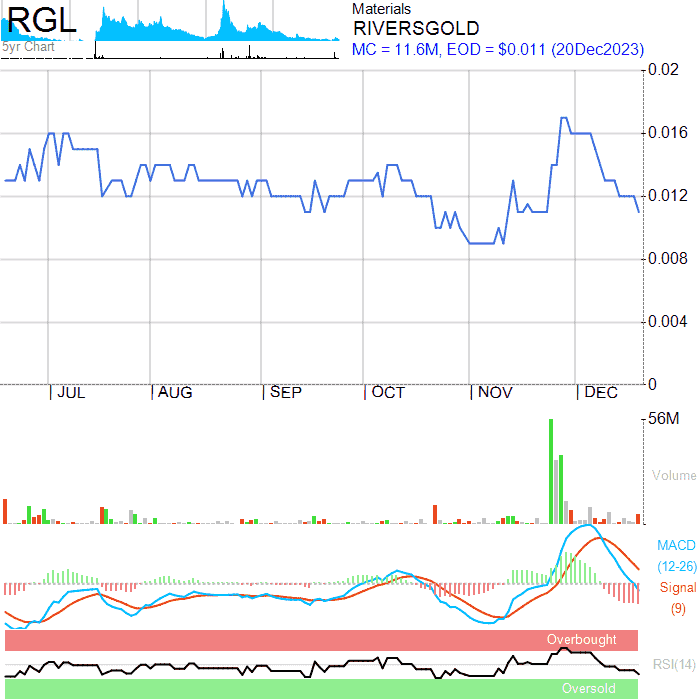 RGL
5yr Chart
Materials
RIVERSGOLD
MC = 11.6M, EOD = $0.011 (20Dec2023)
0.02
0.016
0.012
0.008
0.004
0
JUL AUG SEP OCT NOV DEC
56M
Volume
MACD
(12-26)
Signal
(9)
Overbought
RSI(14)
Oversold